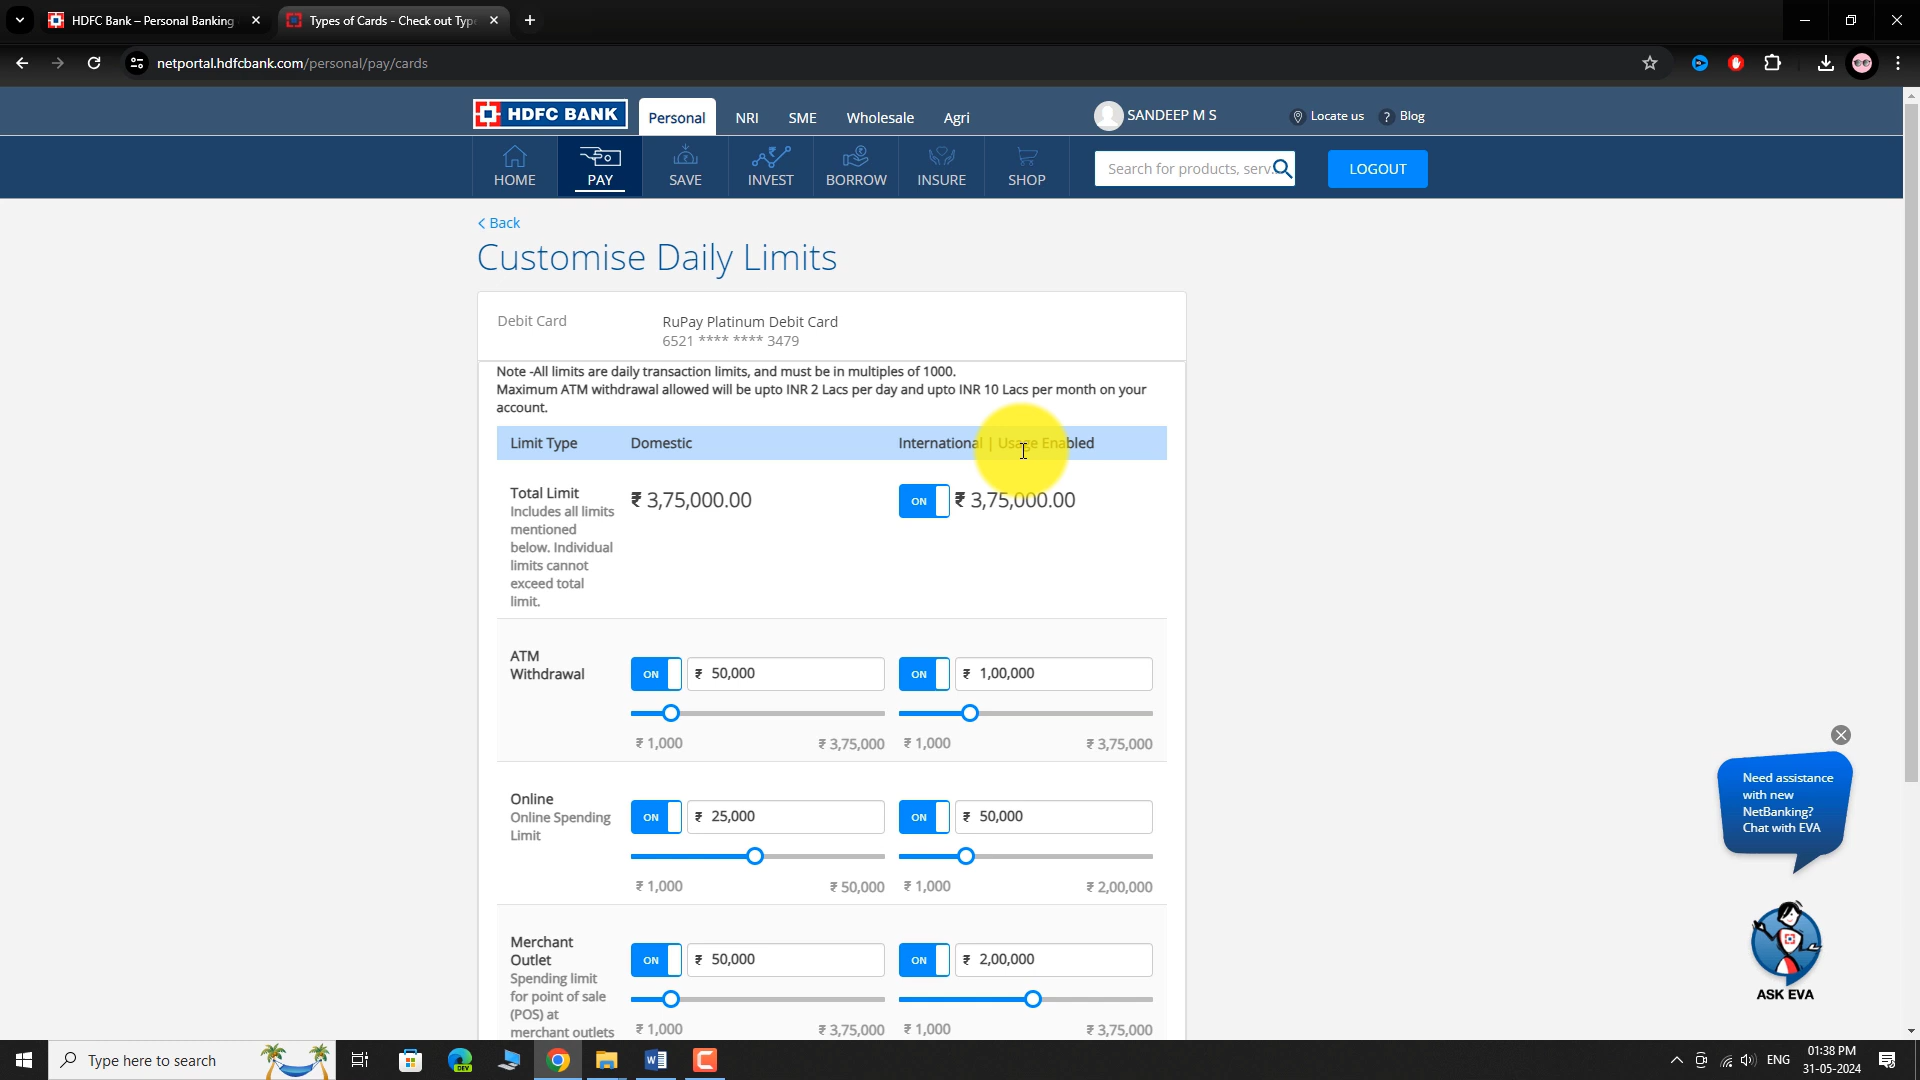 HDFC Bank – Personal Banking
Types of Cards - Check out Type
netportal.hdfcbank.com/personal/pay/cards
HDFC BANK
Personal
NRI
SME
Wholesale
Agri
SANDEEP M S
Locate us
? Blog
HOME
PAY
SAVE
INVEST
BORROW
INSURE
SHOP
Search for products, serv
LOGOUT
< Back
Customise Daily Limits
Debit Card
RuPay Platinum Debit Card
6521 **** **** 3479
Note -All limits are daily transaction limits, and must be in multiples of 1000.
Maximum ATM withdrawal allowed will be upto INR 2 Lacs per day and upto INR 10 Lacs per month on your
account.
Limit Type Domestic International | Usage Enabled
Total Limit
Includes all limits
mentioned
below. Individual
limits cannot
exceed total
limit.
₹ 3,75,000.00
ON ₹ 3,75,000.00
ATM
Withdrawal
ON ₹ 50,000
ON ₹ 1,00,000
₹ 1,000 ₹ 3,75,000 ₹ 1,000 ₹ 3,75,000
Online
Online Spending
Limit
ON ₹ 25,000
ON ₹ 50,000
₹ 1,000 ₹ 50,000 ₹ 1,000 ₹ 2,00,000
Merchant
Outlet
Spending limit
for point of sale
(POS) at
merchant outlets
ON ₹ 50,000
ON ₹ 2,00,000
₹ 1,000 ₹ 3,75,000 ₹ 1,000 ₹ 3,75,000
Need assistance
with new
NetBanking?
Chat with EVA
ASK EVA
Type here to search
DEV
ENG
01:38 PM
31-05-2024